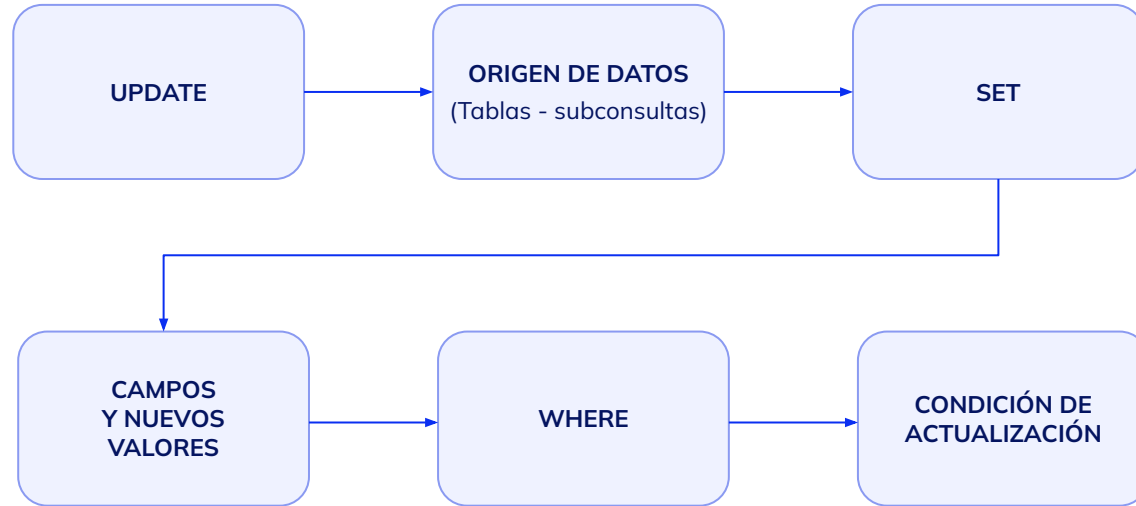 UPDATE
ORIGEN DE DATOS
(Tablas - subconsultas)
SET
CAMPOS
Y NUEVOS
VALORES
WHERE
CONDICIÓN DE
ACTUALIZACIÓN